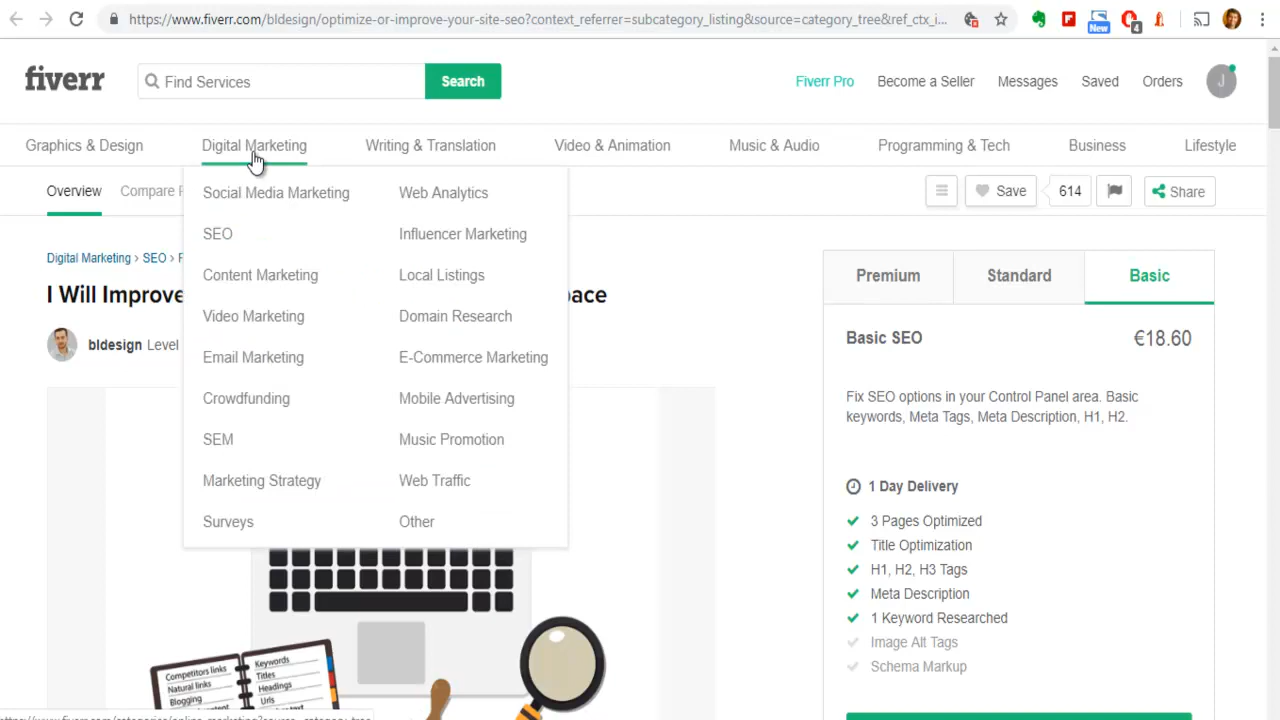 https://www.fiverr.com/bldesign/optimize-or-improve-your-site-seo?context_referrer=subcategory_listing&source=category_tree&ref_ctx_i...
New
4
fiverr
Find Services
Search
Fiverr Pro
Become a Seller
Messages
Saved
Orders
J
Graphics & Design
Digital Marketing
Writing & Translation
Video & Animation
Music & Audio
Programming & Tech
Business
Lifestyle
Overview
Compare
Save
614
Share
Social Media Marketing
Web Analytics
SEO
Influencer Marketing
Content Marketing
Local Listings
Video Marketing
Domain Research
Email Marketing
E-Commerce Marketing
Crowdfunding
Mobile Advertising
SEM
Music Promotion
Marketing Strategy
Web Traffic
Surveys
Other
Digital Marketing › SEO ›
I Will Improve
bldesign Level
Premium
Standard
Basic
Basic SEO
€18.60
Fix SEO options in your Control Panel area. Basic
keywords, Meta Tags, Meta Description, H1, H2.
1 Day Delivery
3 Pages Optimized
Title Optimization
H1, H2, H3 Tags
Meta Description
1 Keyword Researched
Image Alt Tags
Schema Markup
Competitors links
Natural links
Blogging
Keywords
Titles
Headings
Urls